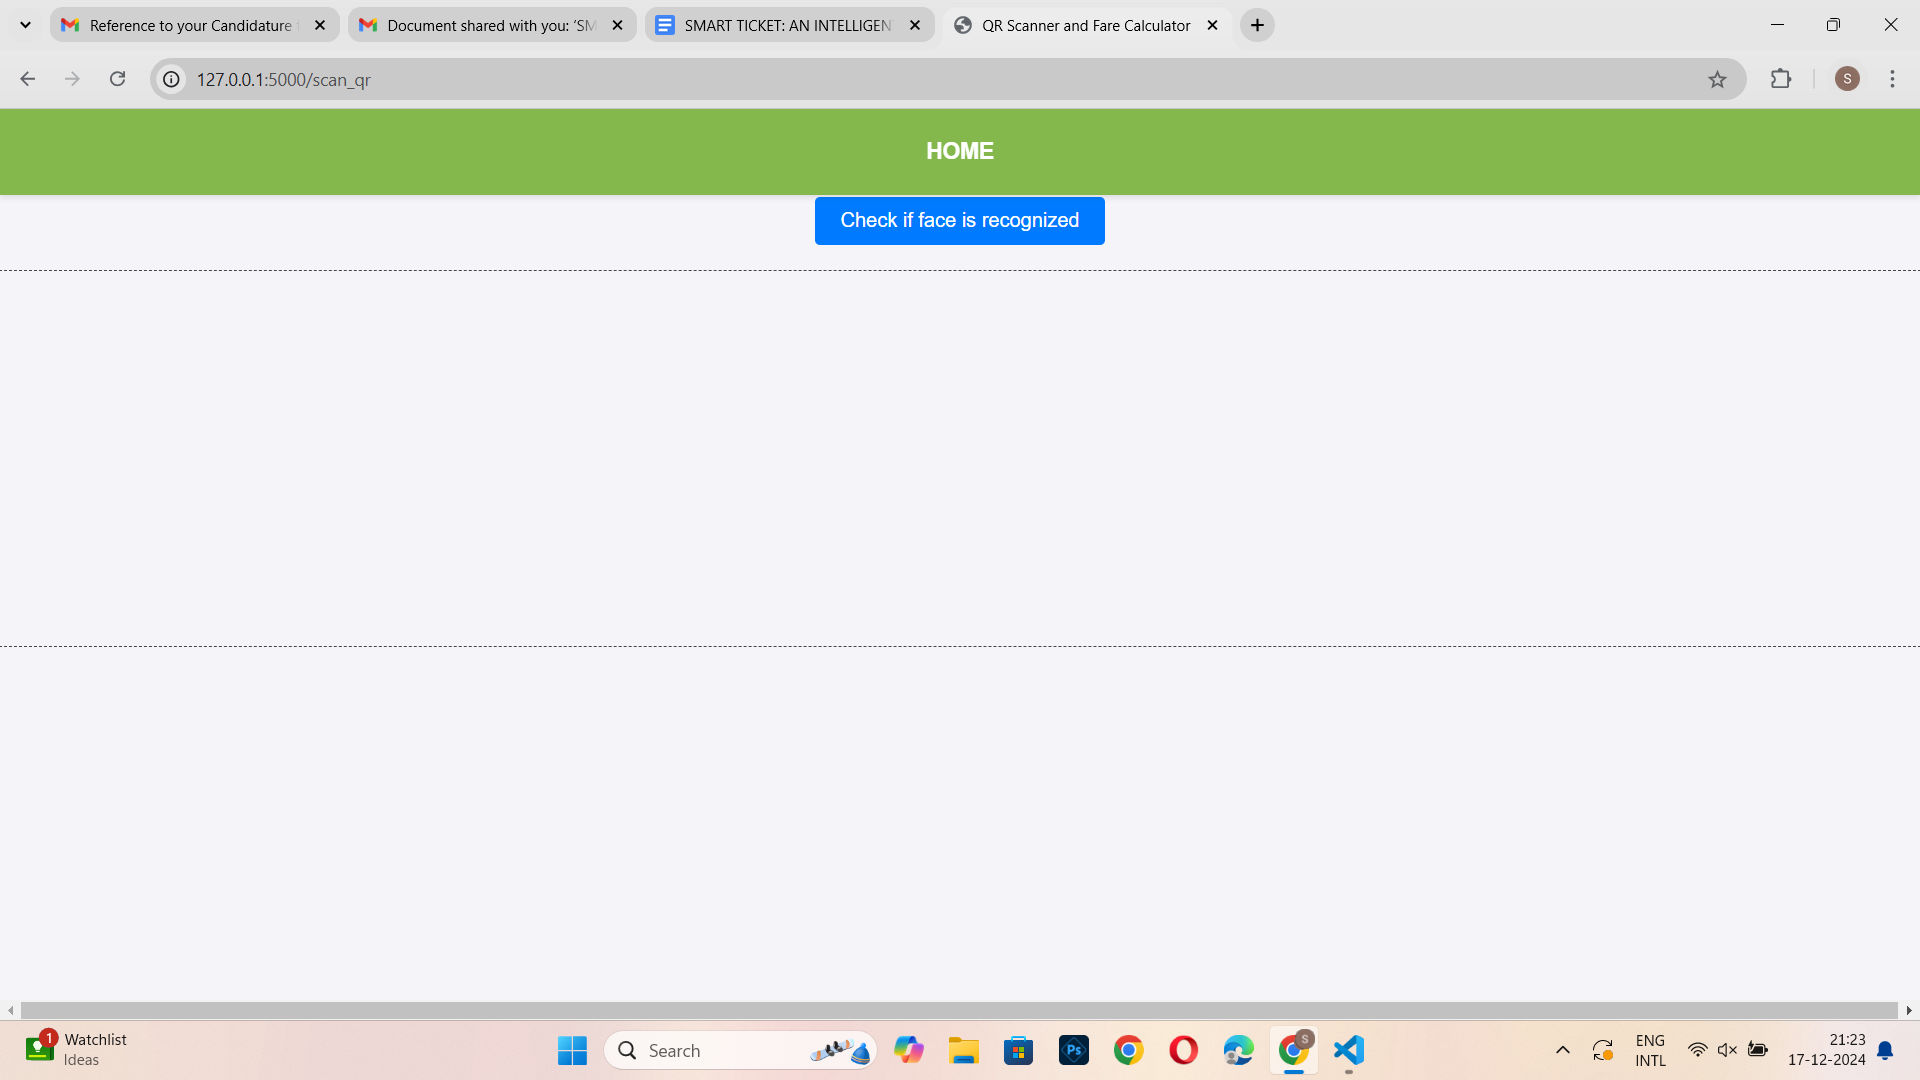 Reference to your Candidature
Document shared with you: ‘SM
SMART TICKET: AN INTELLIGEN
QR Scanner and Fare Calculator
127.0.0.1:5000/scan_qr
S
HOME
Check if face is recognized
1
Watchlist
Ideas
Search
Ps
S
ENG
INTL
21:23
17-12-2024